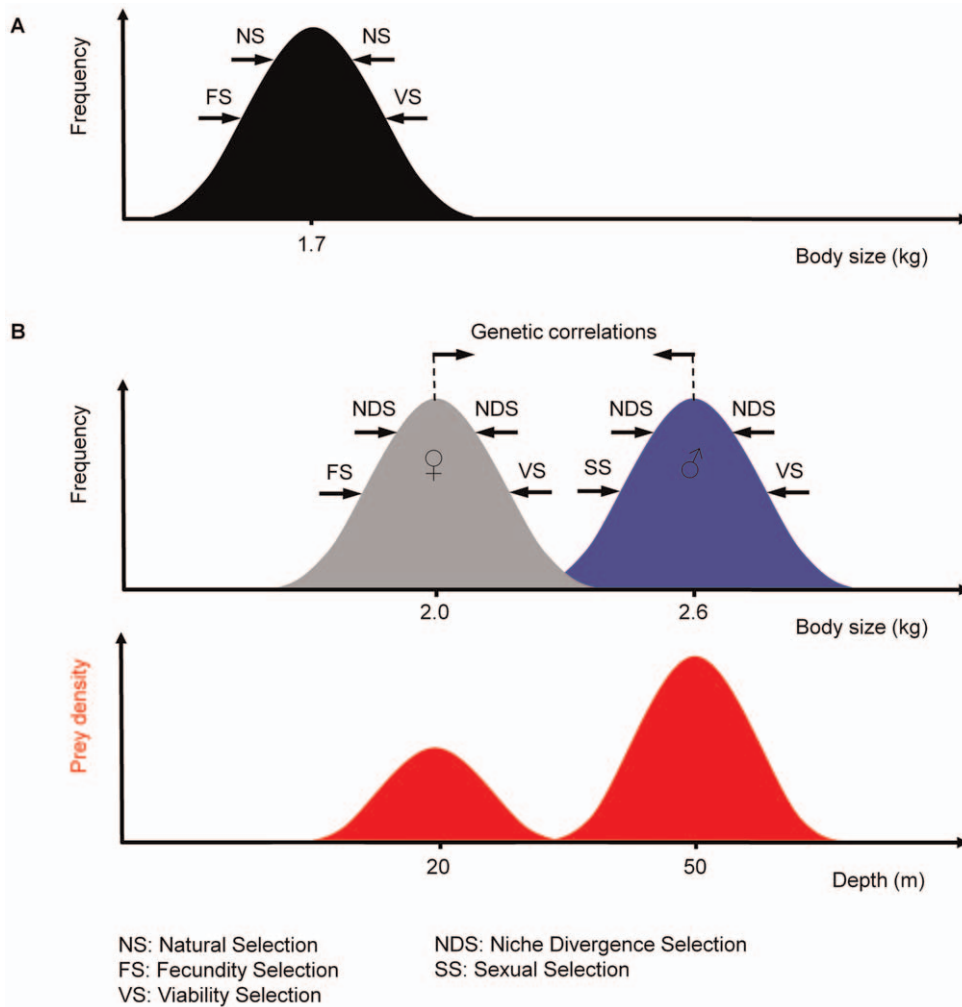 A
Frequency
NS NS
FS VS
1.7
Body size (kg)
B
Genetic correlations
Frequency
NDS NDS NDS NDS
FS VS SS VS
♀ ♂
2.0 2.6
Body size (kg)
Prey density
20 50
Depth (m)
NS: Natural Selection NDS: Niche Divergence Selection
FS: Fecundity Selection SS: Sexual Selection
VS: Viability Selection